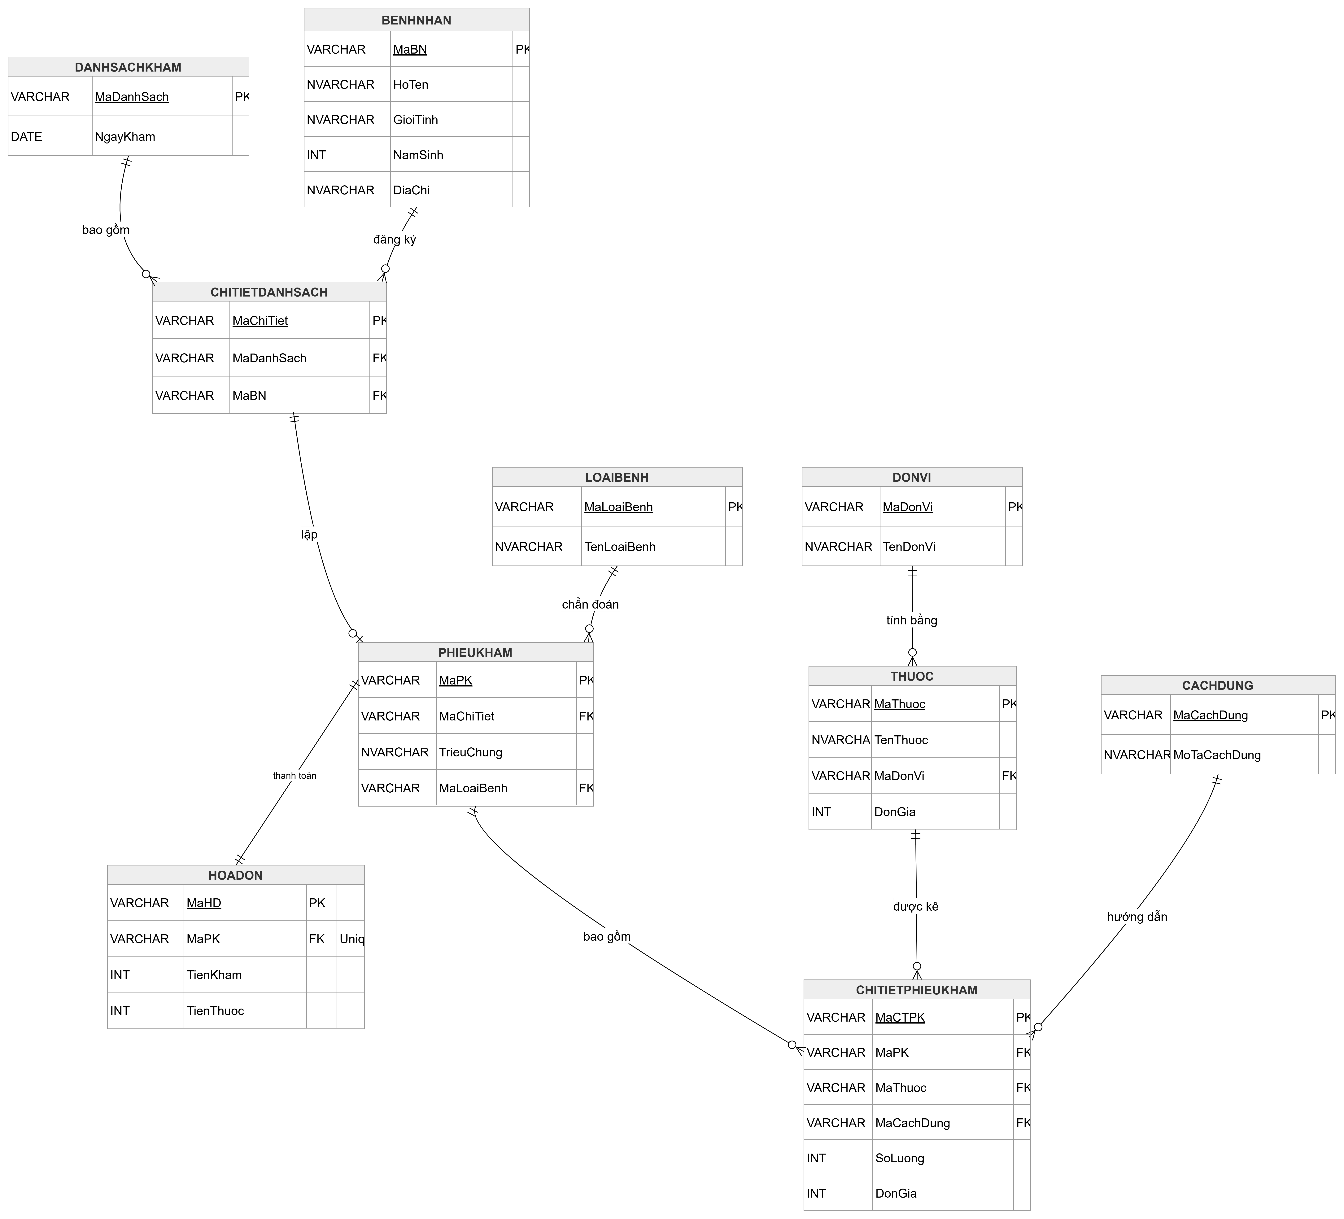 BENHNHAN
VARCHAR MaBN PK
NVARCHAR HoTen
NVARCHAR GioiTinh
INT NamSinh
NVARCHAR DiaChi
DANHSACHKHAM
VARCHAR MaDanhSach PK
DATE NgayKham
bao gồm
đăng ký
CHITIETDANHSACH
VARCHAR MaChiTiet PK
VARCHAR MaDanhSach FK
VARCHAR MaBN FK
lập
LOAIBENH
VARCHAR MaLoaiBenh PK
NVARCHAR TenLoaiBenh
chẩn đoán
DONVI
VARCHAR MaDonVi PK
NVARCHAR TenDonVi
tính bằng
PHIEUKHAM
VARCHAR MaPK PK
VARCHAR MaChiTiet FK
NVARCHAR TrieuChung
VARCHAR MaLoaiBenh FK
THUOC
VARCHAR MaThuoc PK
NVARCHA TenThuoc
VARCHAR MaDonVi FK
INT DonGia
CACHDUNG
VARCHAR MaCachDung PK
NVARCHAR MoTaCachDung
thanh toán
HOADON
VARCHAR MaHD PK
VARCHAR MaPK FK Uniq
INT TienKham
INT TienThuoc
bao gồm
được kê
hướng dẫn
CHITIETPHIEUKHAM
VARCHAR MaCTPK PK
VARCHAR MaPK FK
VARCHAR MaThuoc FK
VARCHAR MaCachDung FK
INT SoLuong
INT DonGia